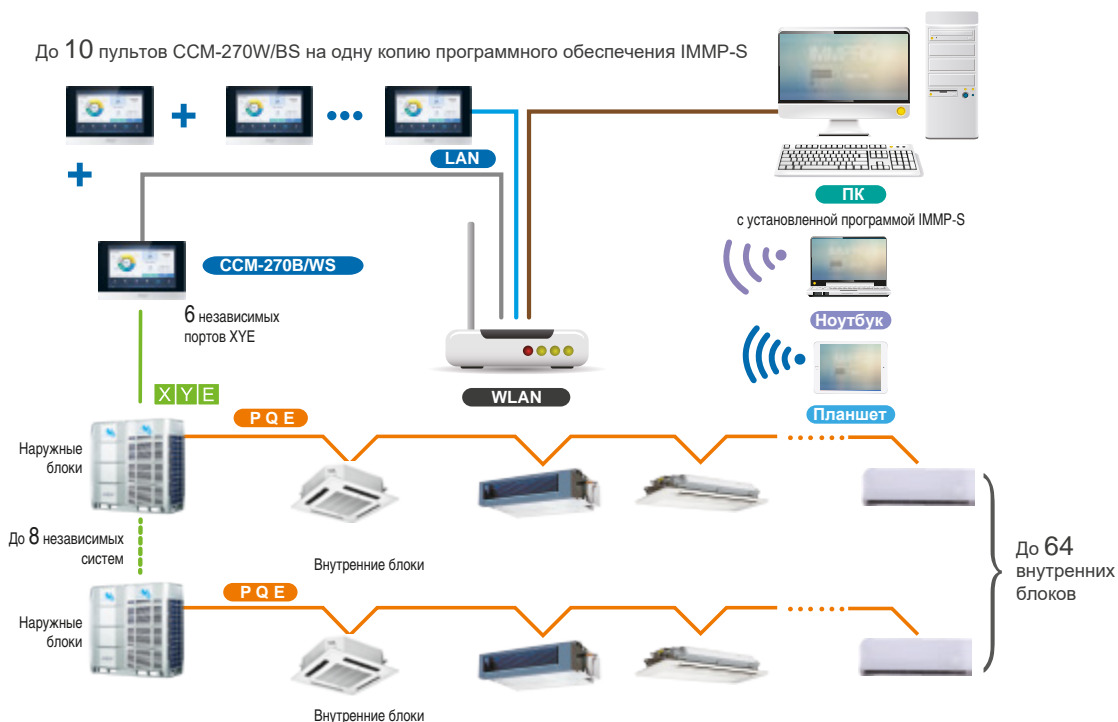 До 10 пультов CCM-270W/BS на одну копию программного обеспечения IMMP-S
LAN
ПК
с установленной программой IMMP-S
CCM-270B/WS
6 независимых
портов XYE
Ноутбук
WLAN
Планшет
X Y E
P Q E
Наружные
блоки
До 8 независимых
систем
Внутренние блоки
До 64
внутренних
блоков
P Q E
Наружные
блоки
Внутренние блоки